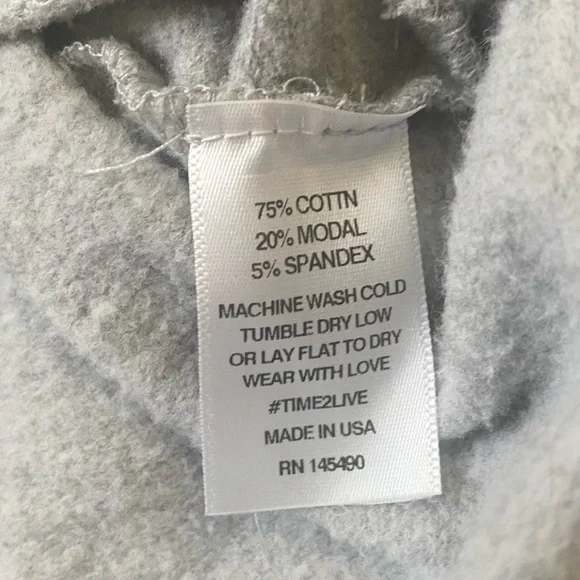 75% COTTN
20% MODAL
5% SPANDEX
MACHINE WASH COLD
TUMBLE DRY LOW
OR LAY FLAT TO DRY
WEAR WITH LOVE
#TIME2LIVE
MADE IN USA
RN 145490